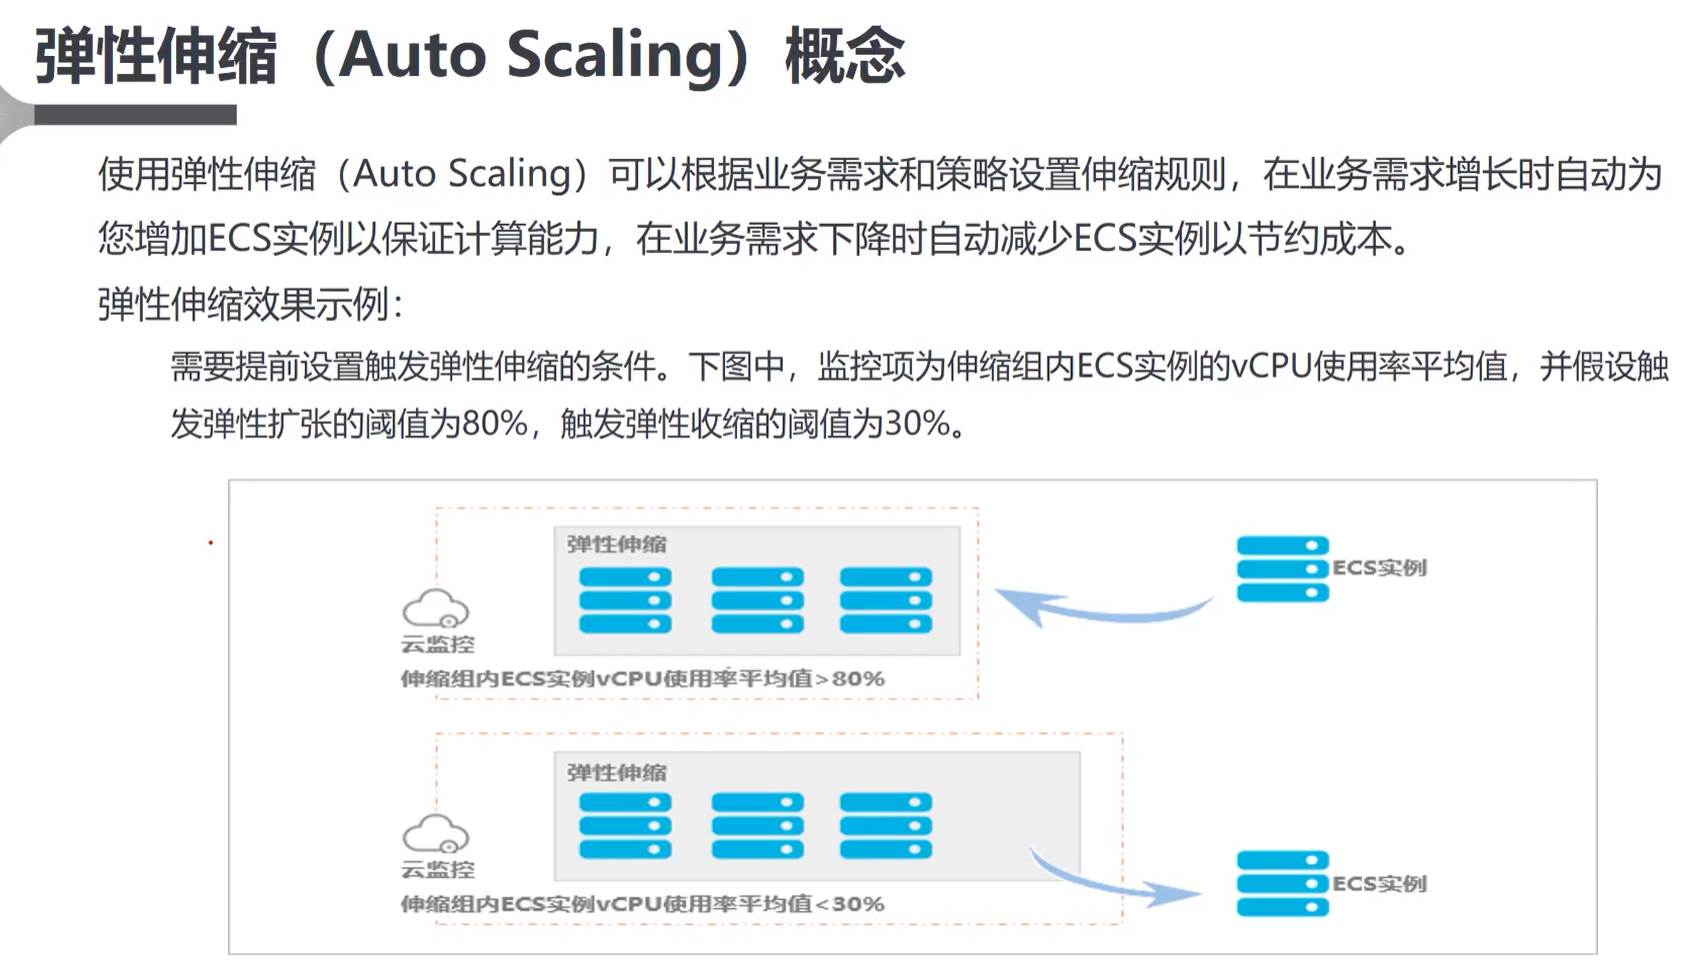 弹性伸缩（Auto Scaling）概念
使用弹性伸缩（Auto Scaling）可以根据业务需求和策略设置伸缩规则，在业务需求增长时自动为
您增加ECS实例以保证计算能力，在业务需求下降时自动减少ECS实例以节约成本。
弹性伸缩效果示例：
需要提前设置触发弹性伸缩的条件。下图中，监控项为伸缩组内ECS实例的vCPU使用率平均值，并假设触
发弹性扩张的阈值为80%，触发弹性收缩的阈值为30%。
弹性伸缩
ECS实例
云监控
伸缩组内ECS实例vCPU使用率平均值>80%
弹性伸缩
云监控
ECS实例
伸缩组内ECS实例vCPU使用率平均值<30%